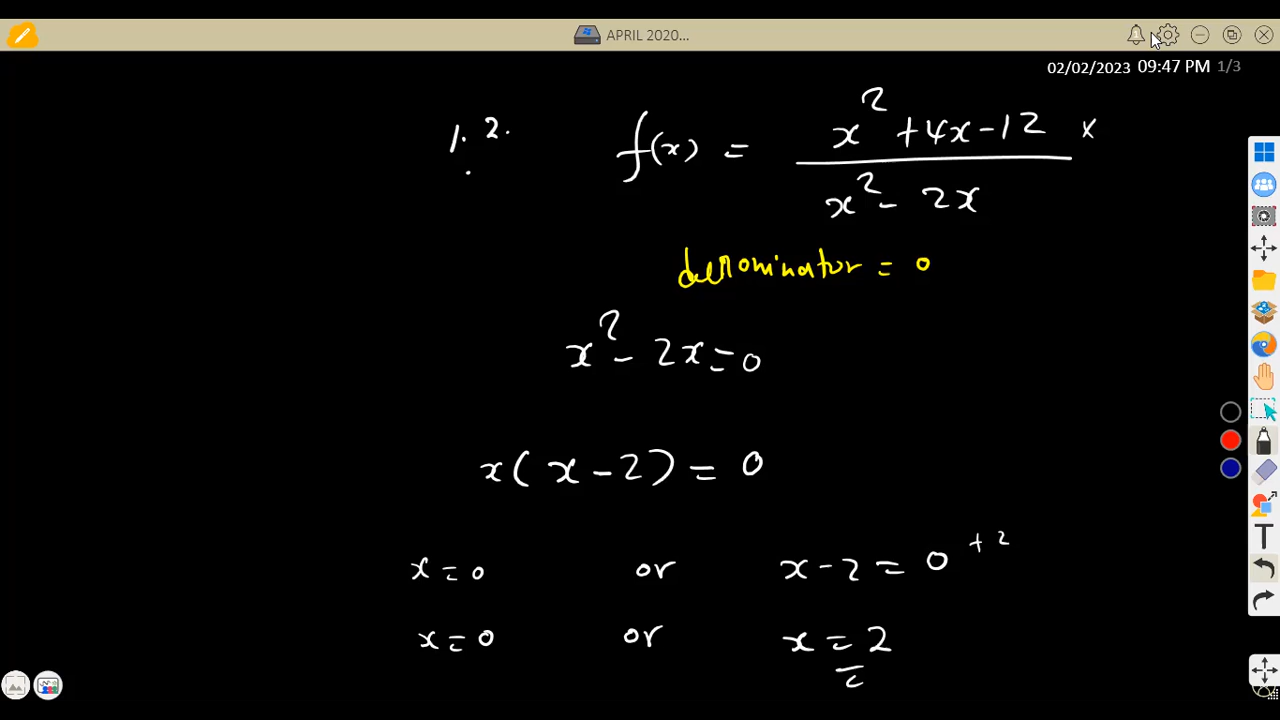 APRIL 2020...
02/02/2023 09:47 PM 1/3
1.2. f(x) = x² + 4x - 12 x
x² - 2x
denominator = 0
x² - 2x = 0
x(x - 2) = 0
x = 0 or x - 2 = 0 + 2
x = 0 or x = 2
T